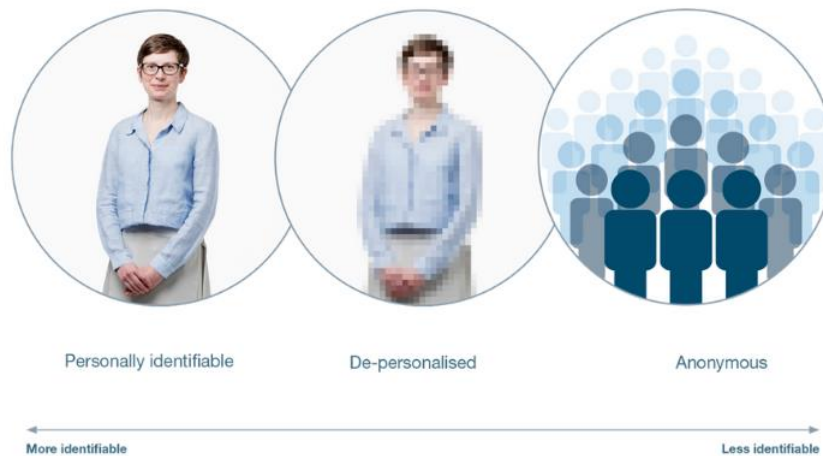 Personally identifiable
De-personalised
Anonymous
More identifiable
Less identifiable